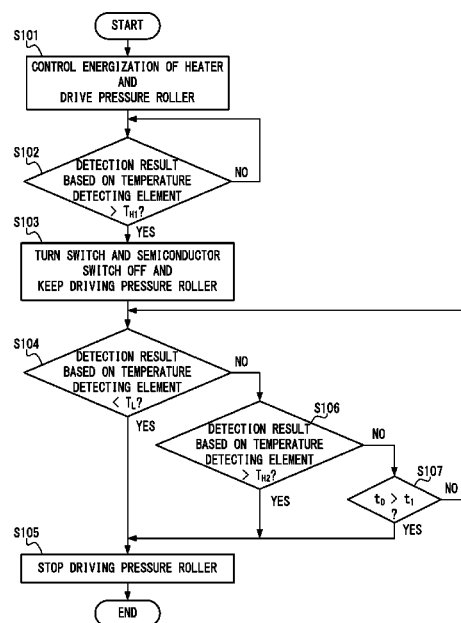 START
S101
CONTROL ENERGIZATION OF HEATER
AND
DRIVE PRESSURE ROLLER
S102
DETECTION RESULT
BASED ON TEMPERATURE
DETECTING ELEMENT
> TH1?
NO
YES
S103
TURN SWITCH AND SEMICONDUCTOR
SWITCH OFF AND
KEEP DRIVING PRESSURE ROLLER
S104
DETECTION RESULT
BASED ON TEMPERATURE
DETECTING ELEMENT
< TL?
NO
YES
S106
DETECTION RESULT
BASED ON TEMPERATURE
DETECTING ELEMENT
> TH2?
NO
YES
S107
tD > t1
?
NO
YES
S105
STOP DRIVING PRESSURE ROLLER
END